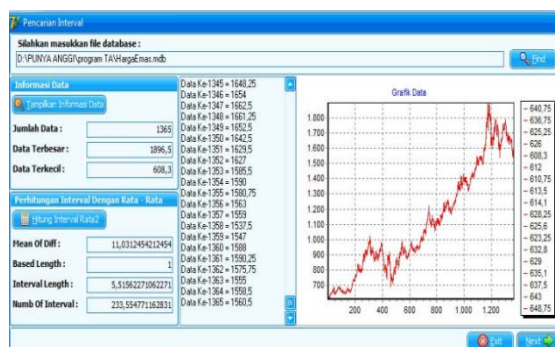 Pencarian Interval
Silahkan masukkan file database :
D:\PUNYA ANGGI\program TA\HargaEmas.mdb
Find
Informasi Data
Tampilkan Informasi Data
Jumlah Data :
1365
Data Terbesar :
1896,5
Data Terkecil :
608,3
Perhitungan Interval Dengan Rata - Rata
Hitung Interval Rata2
Mean Of Diff :
11,0312454212454
Based Length :
1
Interval Length :
5,51562271062271
Numb Of Interval :
233,554771162831
Data Ke-1345 = 1648,25
Data Ke-1346 = 1654
Data Ke-1347 = 1662,5
Data Ke-1348 = 1661,25
Data Ke-1349 = 1652,5
Data Ke-1350 = 1642,5
Data Ke-1351 = 1629,5
Data Ke-1352 = 1627
Data Ke-1353 = 1585,5
Data Ke-1354 = 1590
Data Ke-1355 = 1580,75
Data Ke-1356 = 1563
Data Ke-1357 = 1559
Data Ke-1358 = 1537,5
Data Ke-1359 = 1547
Data Ke-1360 = 1588
Data Ke-1361 = 1590,25
Data Ke-1362 = 1575,75
Data Ke-1363 = 1555
Data Ke-1364 = 1558,5
Data Ke-1365 = 1560,5
Grafik Data
1.800
1.700
1.600
1.500
1.400
1.300
1.200
1.100
1.000
900
800
700
200
400
600
800
1.000
1.200
640,75
636,75
625,25
626
608,3
612
610,75
613,5
614,1
628,25
625,5
623,25
632,8
629
635,1
637,5
643
648,75
Exit
Next